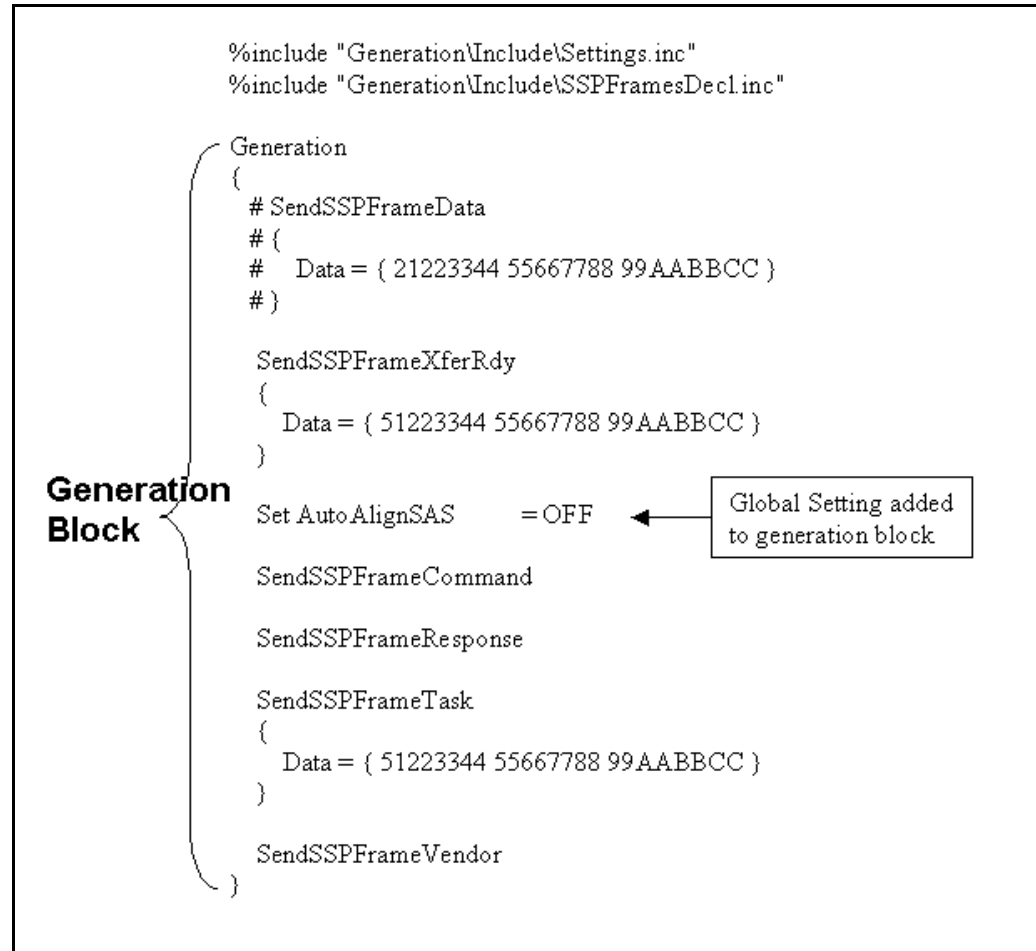 %include "Generation\Include\Settings.inc"
%include "Generation\Include\SSPFramesDecl.inc"
Generation
{
# SendSSPFrameData
# {
# Data = { 21223344 55667788 99AABBCC }
# }
SendSSPFrameXferRdy
{
Data = { 51223344 55667788 99AABBCC }
}
Generation
Block
Set AutoAlignSAS = OFF
Global Setting added
to generation block
SendSSPFrameCommand
SendSSPFrameResponse
SendSSPFrameTask
{
Data = { 51223344 55667788 99AABBCC }
}
SendSSPFrameVendor
}